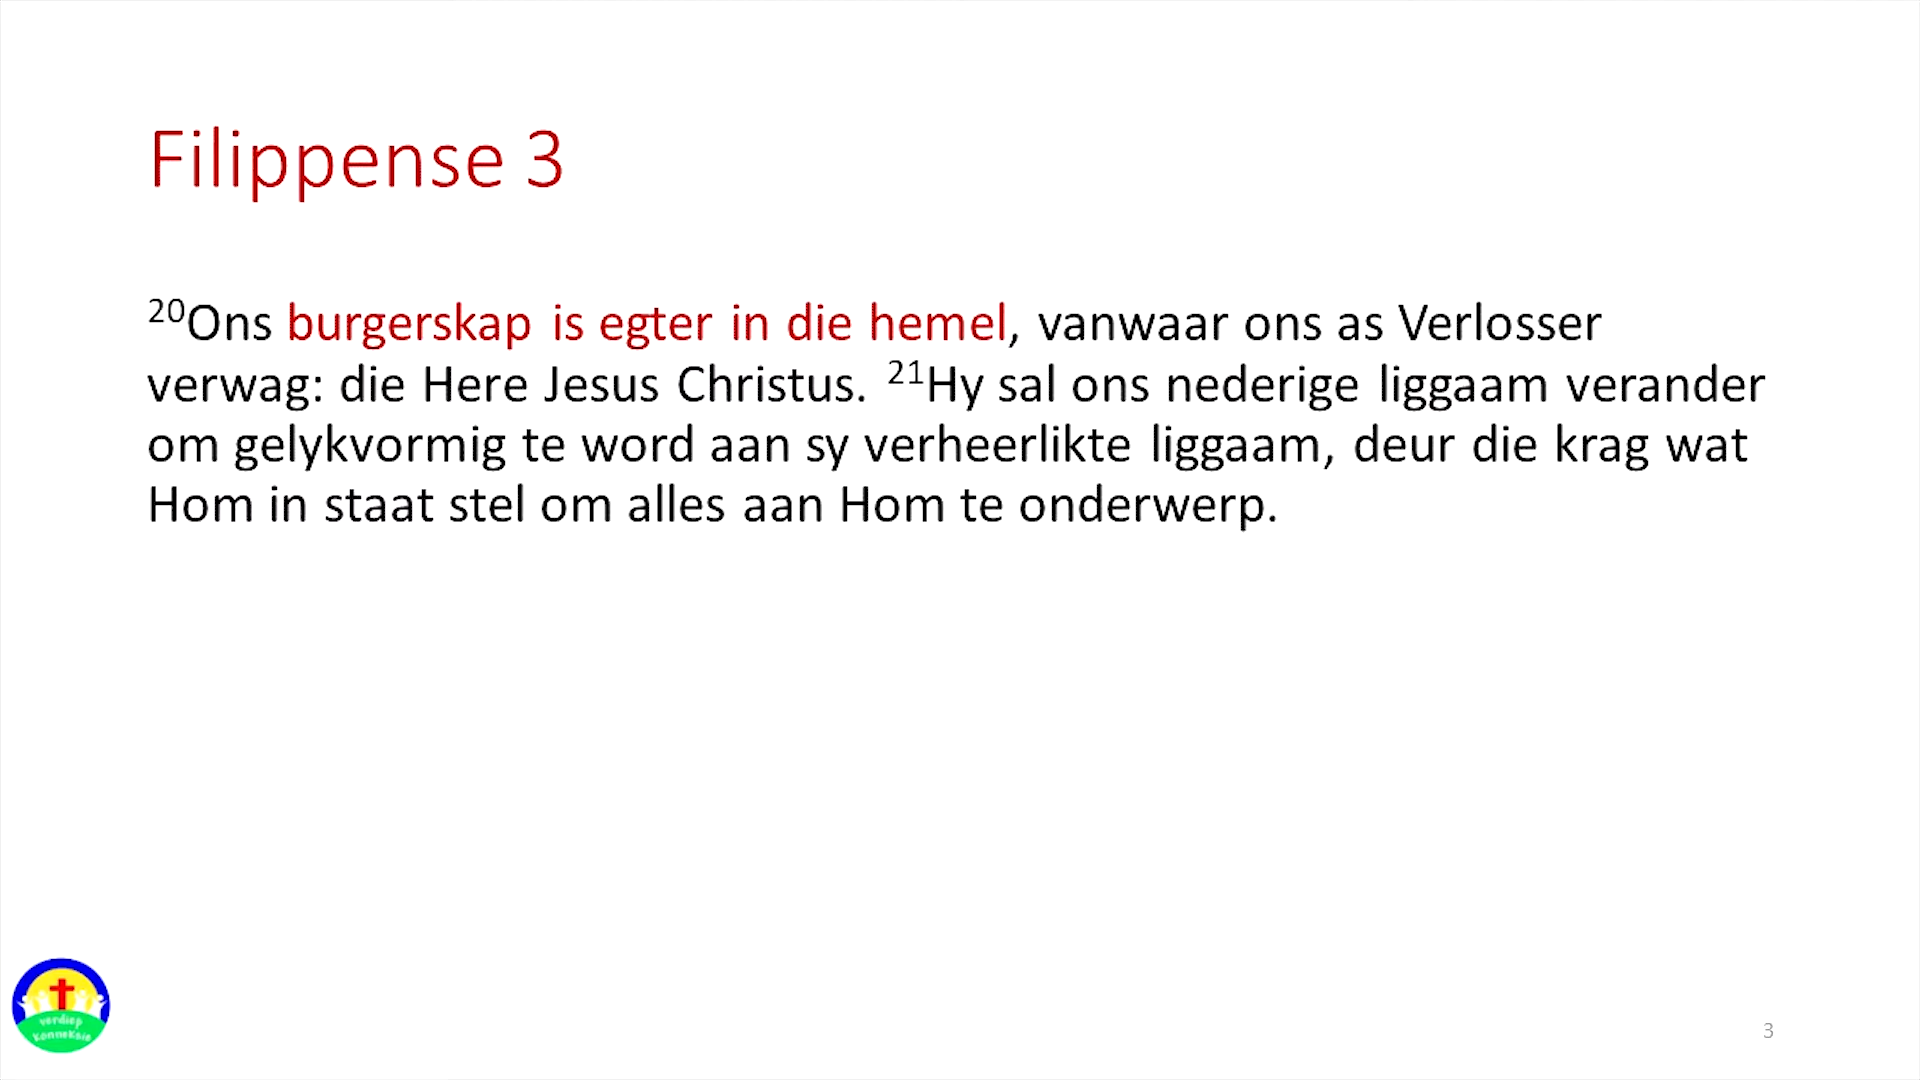 Filippense 3
20Ons burgerskap is egter in die hemel, vanwaar ons as Verlosser
verwag: die Here Jesus Christus. 21Hy sal ons nederige liggaam verander
om gelykvormig te word aan sy verheerlikte liggaam, deur die krag wat
Hom in staat stel om alles aan Hom te onderwerp.
verdiep
konneksie
3